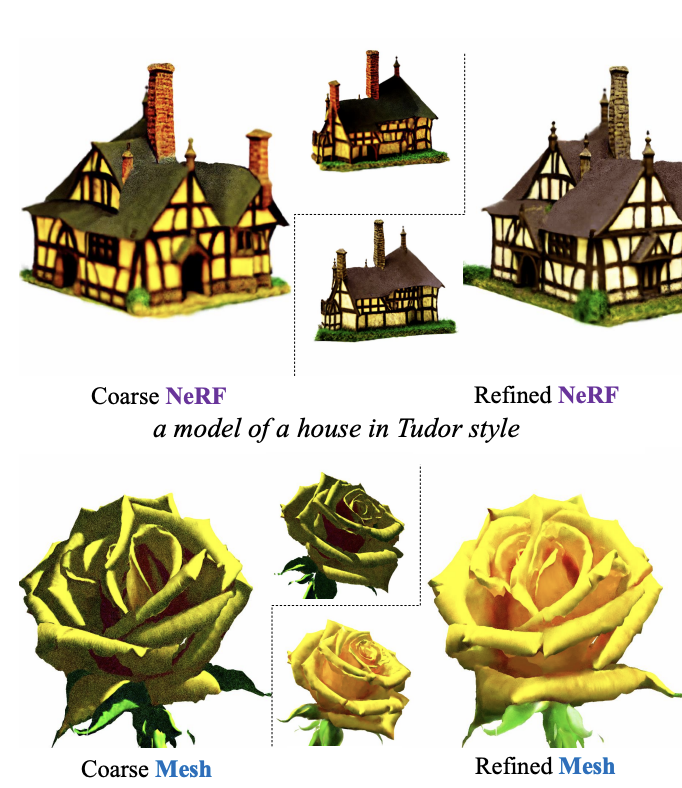 Coarse NeRF
Refined NeRF
a model of a house in Tudor style
Coarse Mesh
Refined Mesh